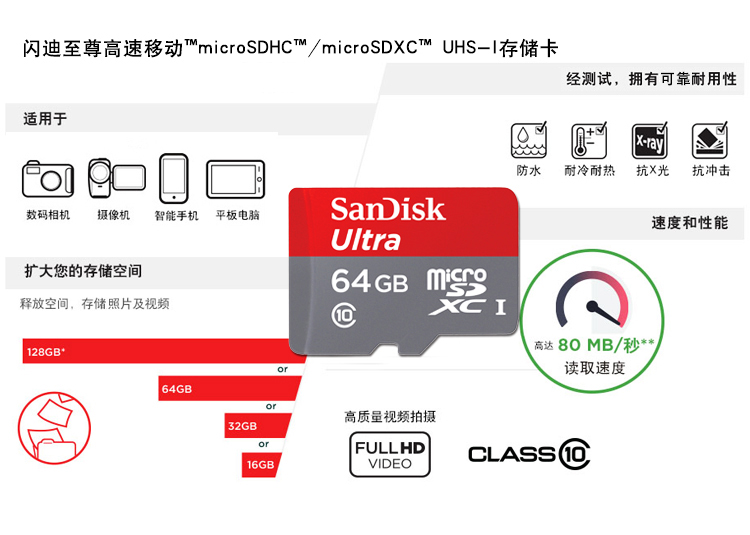 闪迪至尊高速移动™microSDHC™/microSDXC™ UHS-I存储卡
经测试，拥有可靠耐用性
适用于
X-ray
防水 耐冷耐热 抗X光 抗冲击
数码相机 摄像机 智能手机 平板电脑
SanDisk
Ultra
64GB microSDXC I
10
速度和性能
扩大您的存储空间
释放空间，存储照片及视频
高达 80 MB/秒**
读取速度
128GB*
or
64GB
or
32GB
or
16GB
高质量视频拍摄
FULL HD
VIDEO
CLASS 10